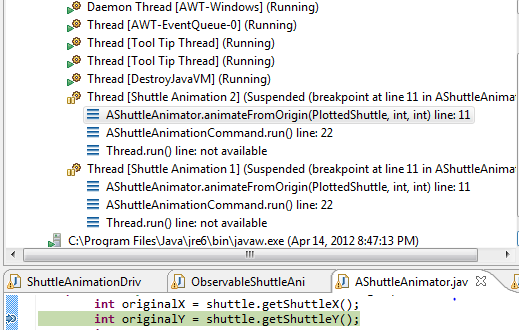 Daemon Thread [AWT-Windows] (Running)
Thread [AWT-EventQueue-0] (Running)
Thread [Tool Tip Thread] (Running)
Thread [Tool Tip Thread] (Running)
Thread [DestroyJavaVM] (Running)
Thread [Shuttle Animation 2] (Suspended (breakpoint at line 11 in AShuttleAnimat
AShuttleAnimator.animateFromOrigin(PlottedShuttle, int, int) line: 11
AShuttleAnimationCommand.run() line: 22
Thread.run() line: not available
Thread [Shuttle Animation 1] (Suspended (breakpoint at line 11 in AShuttleAnimat
AShuttleAnimator.animateFromOrigin(PlottedShuttle, int, int) line: 11
AShuttleAnimationCommand.run() line: 22
Thread.run() line: not available
C:\Program Files\Java\jre6\bin\javaw.exe (Apr 14, 2012 8:47:13 PM)
ShuttleAnimationDriv ObservableShuttleAni AShuttleAnimator.jav
int originalX = shuttle.getShuttleX();
int originalY = shuttle.getShuttleY();